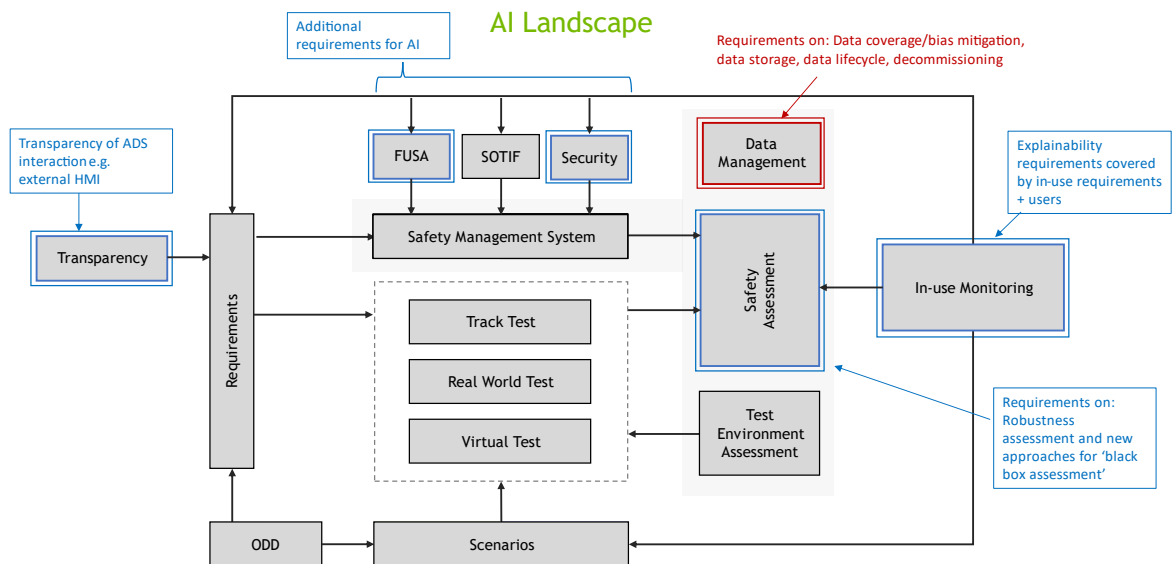 AI Landscape
Additional
requirements for AI
Requirements on: Data coverage/bias mitigation,
data storage, data lifecycle, decommissioning
Transparency of ADS
interaction e.g.
external HMI
FUSA
SOTIF
Security
Data
Management
Explainability
requirements covered
by in-use requirements
+ users
Transparency
Requirements
Safety Management System
Safety
Assessment
In-use Monitoring
Track Test
Real World Test
Virtual Test
Test
Environment
Assessment
Requirements on:
Robustness
assessment and new
approaches for ‘black
box assessment’
ODD
Scenarios